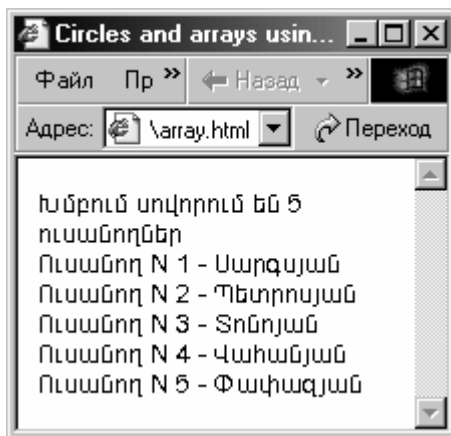 Circles and arrays usin...
Файл Пр » Назад »
Адрес: \array.html Переход
Խմբում սովորում են 5
ուսանողներ
Ուսանող N 1 - Սարգսյան
Ուսանող N 2 - Պետրոսյան
Ուսանող N 3 - Տոնոյան
Ուսանող N 4 - Վահանյան
Ուսանող N 5 - Փափազյան